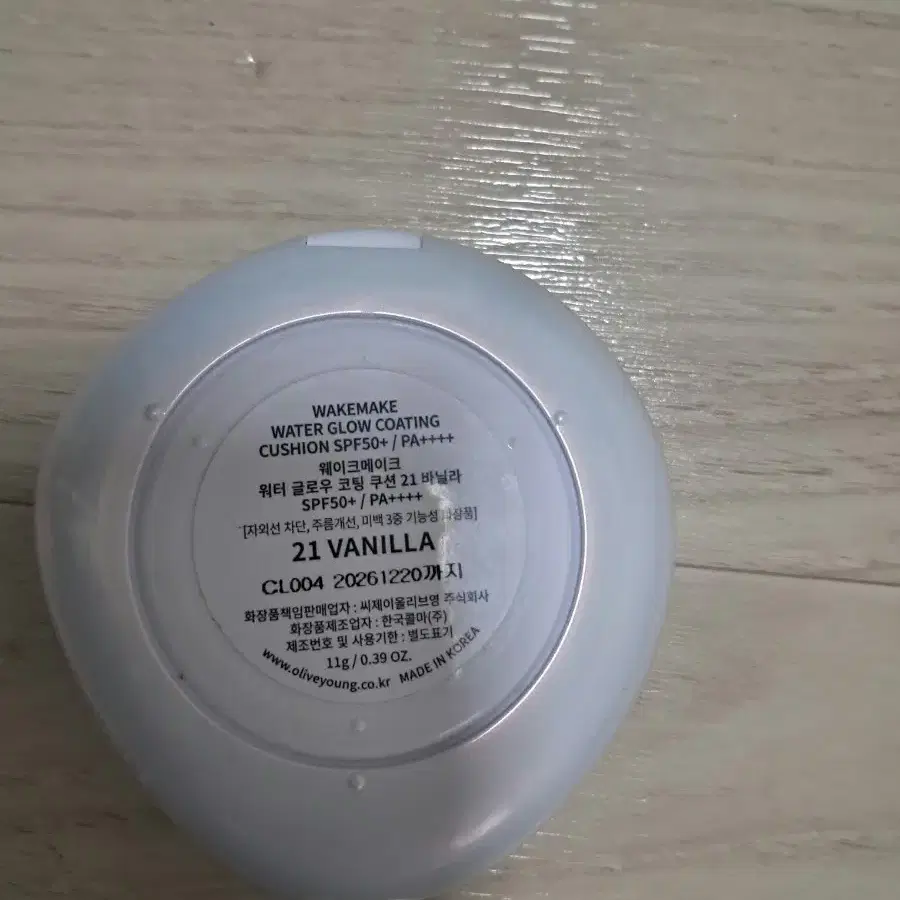 WAKEMAKE
WATER GLOW COATING
CUSHION SPF50+ / PA++++
웨이크메이크
워터 글로우 코팅 쿠션 21 바닐라
SPF50+ / PA++++
[자외선 차단, 주름개선, 미백 3중 기능성 화장품]
21 VANILLA
CL004 20261220까지
화장품책임판매업자 : 씨제이올리브영 주식회사
화장품제조업자 : 한국콜마(주)
제조번호 및 사용기한 : 별도표기
11g / 0.39 OZ.
www.oliveyoung.co.kr MADE IN KOREA